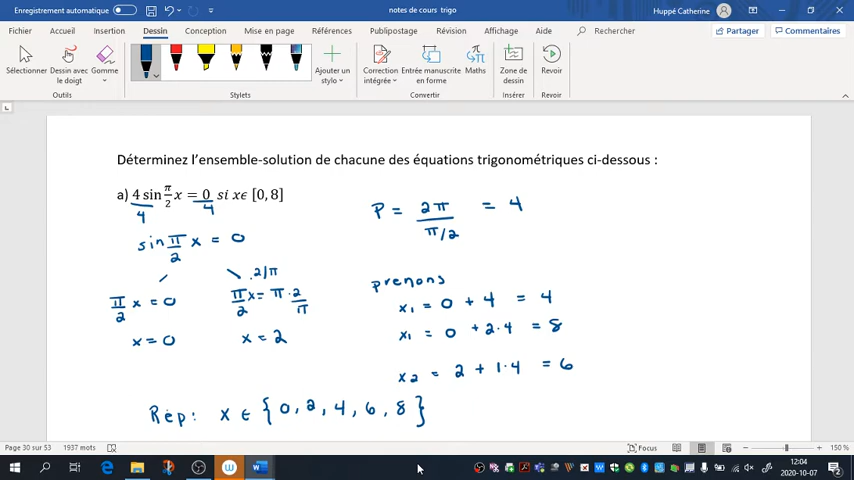 Enregistrement automatique
notes de cours trigo
Huppé Catherine
Fichier Accueil Insertion Dessin Conception Mise en page Références Publipostage Révision Affichage Aide Rechercher Partager Commentaires
Sélectionner Dessin avec le doigt Gomme Ajouter un stylo Correction intégrée Entrée manuscrite en forme Maths Zone de dessin Revoir
Outils Stylets Convertir Insérer Revoir
Déterminez l'ensemble-solution de chacune des équations trigonométriques ci-dessous :
a) 4 sin π/2 x = 0 si xϵ [0, 8]
4 4
P = 2π / π/2 = 4
sin π/2 x = 0
· 2/π
prenons
π/2 x = 0 π/2 x = π · 2/π
x₁ = 0 + 4 = 4
x₁ = 0 + 2·4 = 8
x = 0 x = 2
x2 = 2 + 1·4 = 6
Rép: x ∈ {0, 2, 4, 6, 8}
Page 30 sur 53 1937 mots Focus 150 %
12:04
2020-10-07